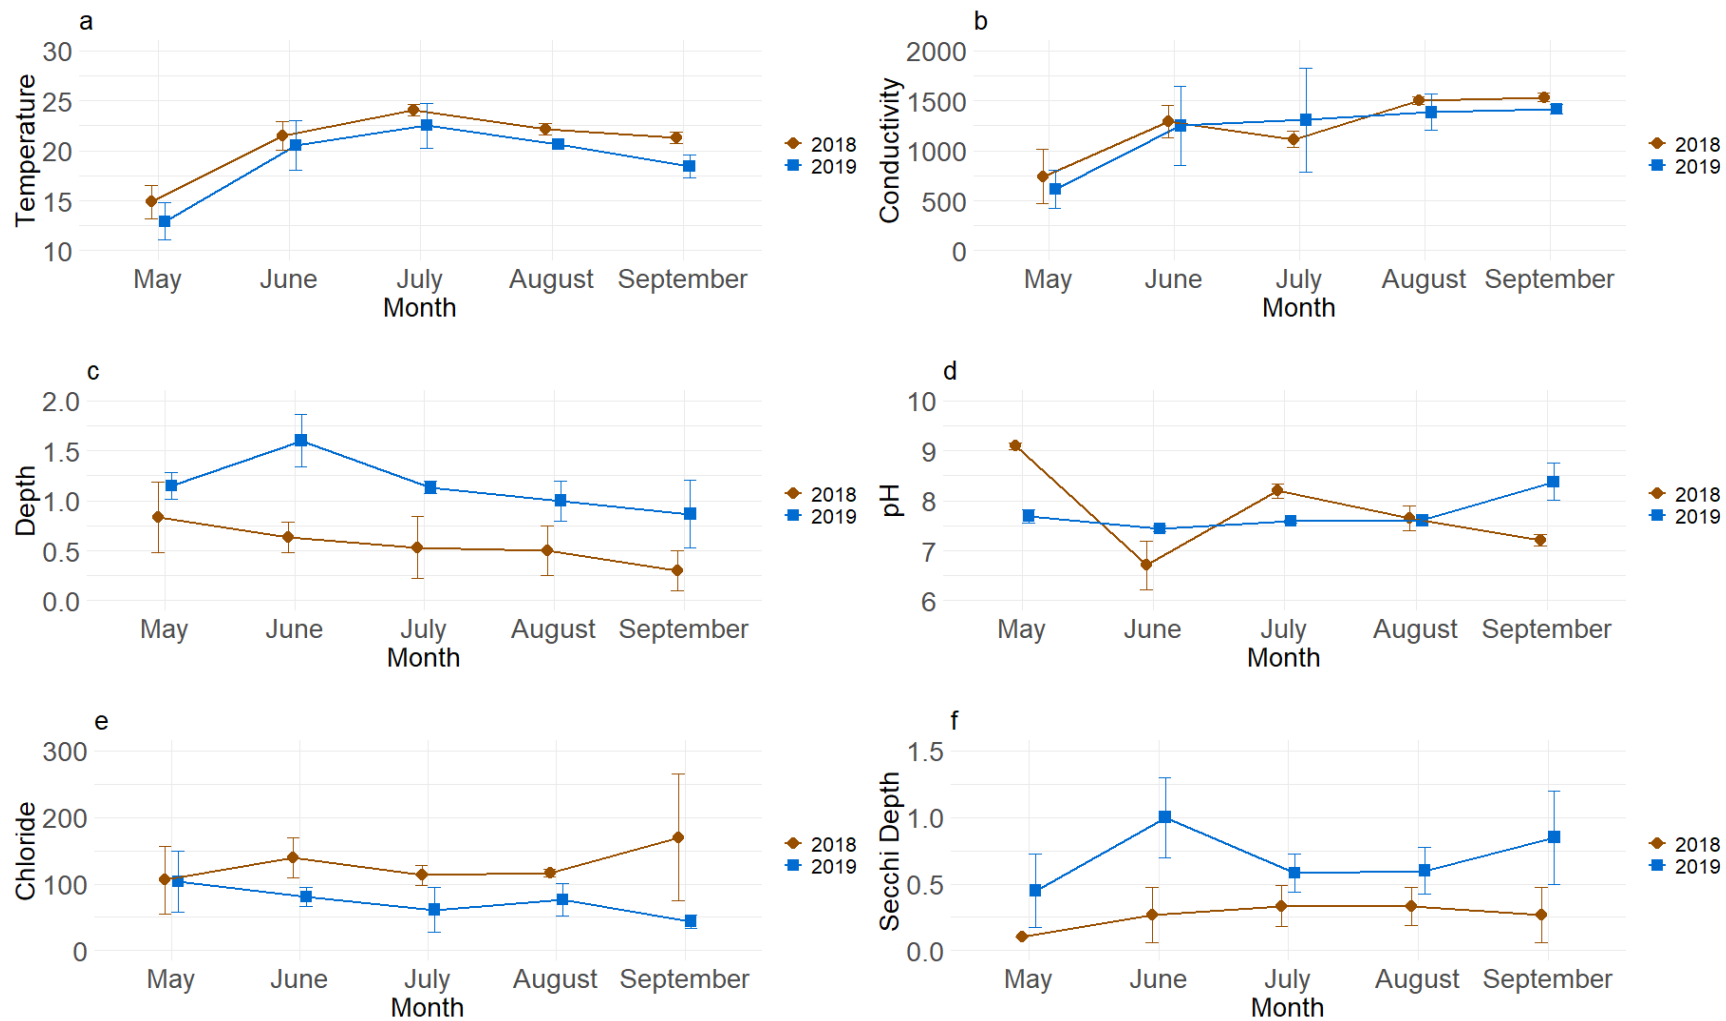 a
30
25
20
15
10
Temperature
May June July August September
Month
2018
2019
b
2000
1500
1000
500
0
Conductivity
May June July August September
Month
2018
2019
c
2.0
1.5
1.0
0.5
0.0
Depth
May June July August September
Month
2018
2019
d
10
9
8
7
6
pH
May June July August September
Month
2018
2019
e
300
200
100
0
Chloride
May June July August September
Month
2018
2019
f
1.5
1.0
0.5
0.0
Secchi Depth
May June July August September
Month
2018
2019